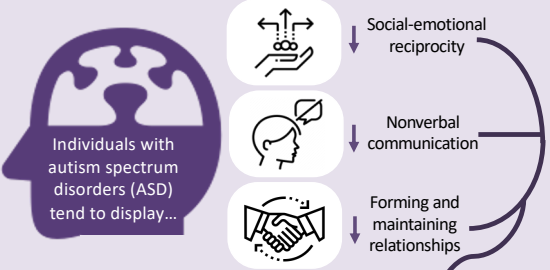 Individuals with
autism spectrum
disorders (ASD)
tend to display…
Social-emotional
reciprocity
Nonverbal
communication
Forming and
maintaining
relationships